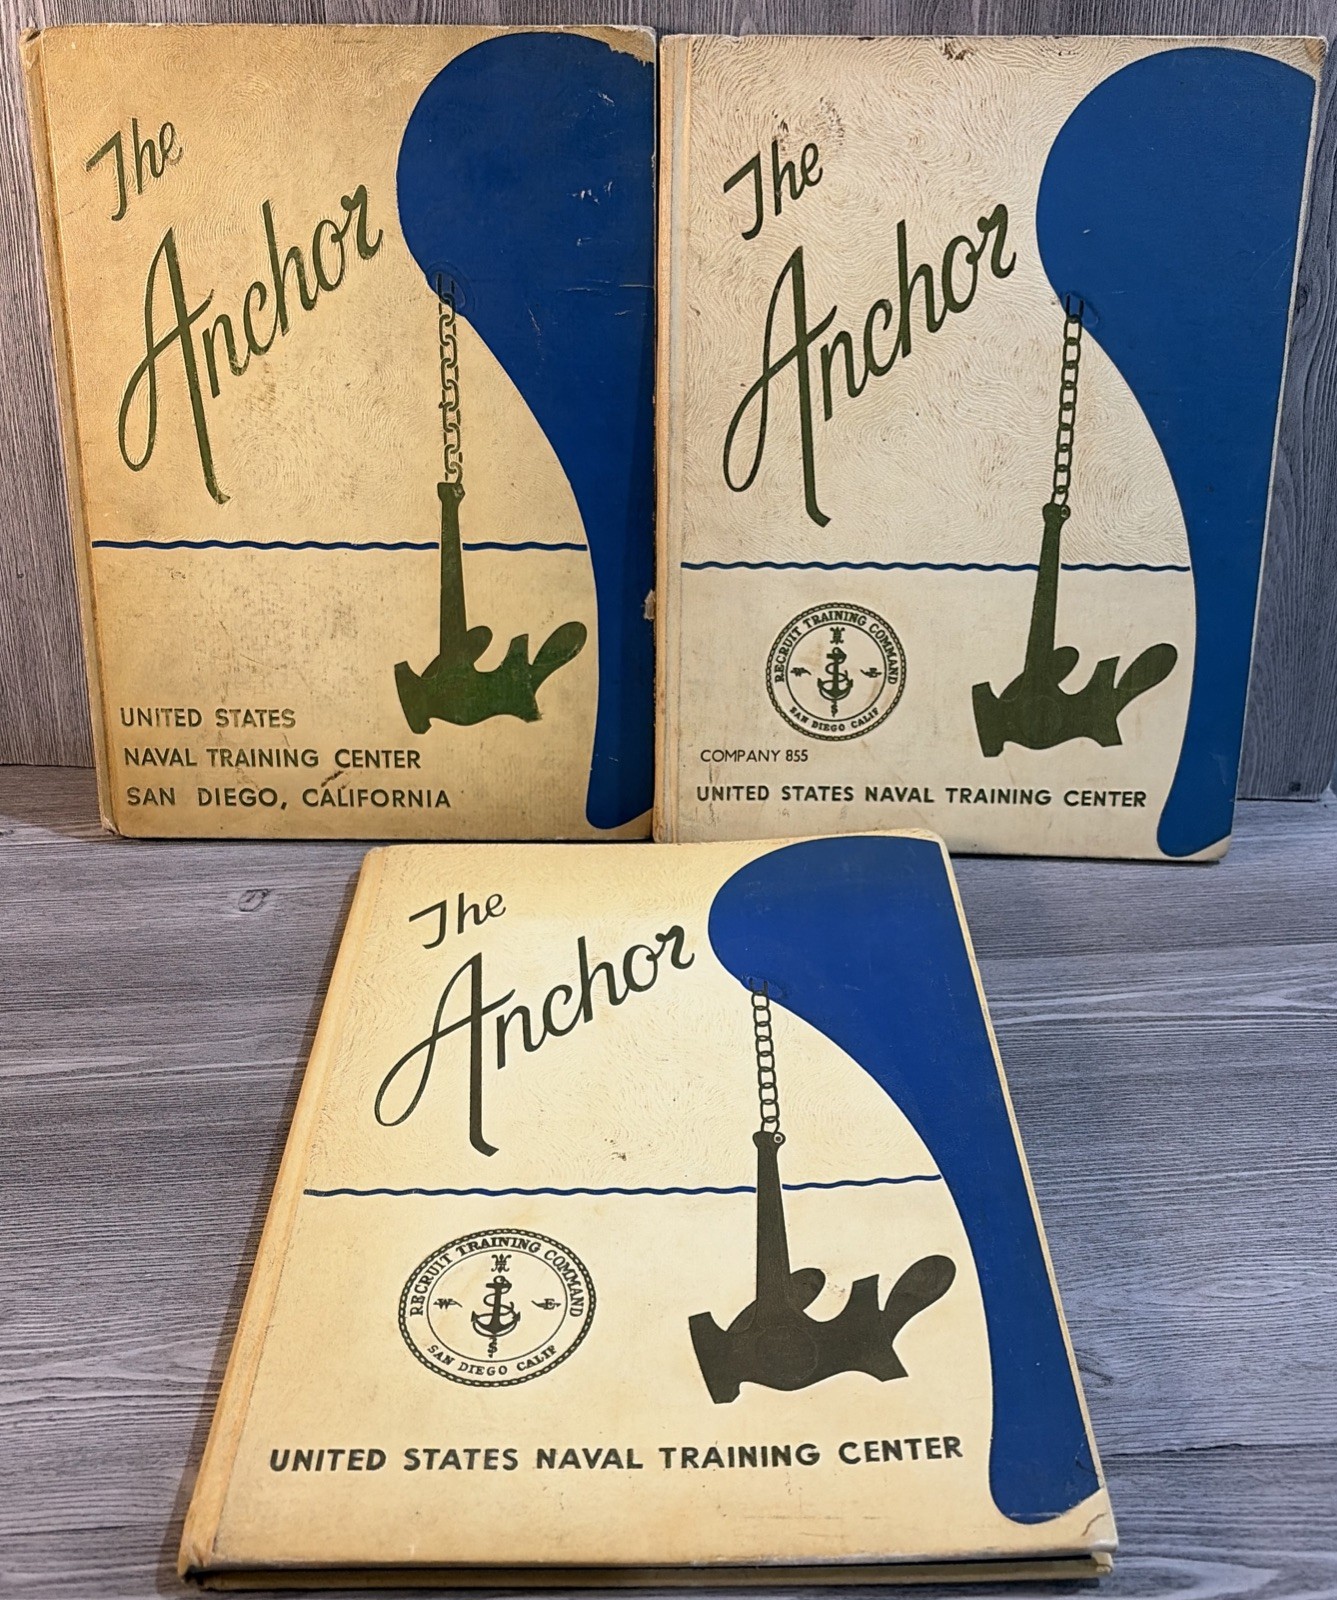 The
Anchor
UNITED STATES
NAVAL TRAINING CENTER
SAN DIEGO, CALIFORNIA
The
Anchor
RECRUIT TRAINING COMMAND
N
W E
S
SAN DIEGO CALIF
COMPANY 855
UNITED STATES NAVAL TRAINING CENTER
The
Anchor
RECRUIT TRAINING COMMAND
N
W E
S
SAN DIEGO CALIF
UNITED STATES NAVAL TRAINING CENTER